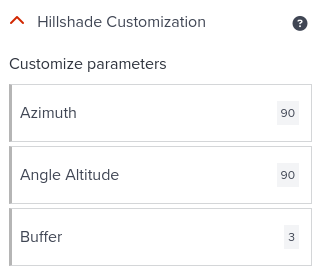 Hillshade Customization ?
Customize parameters
Azimuth 90
Angle Altitude 90
Buffer 3